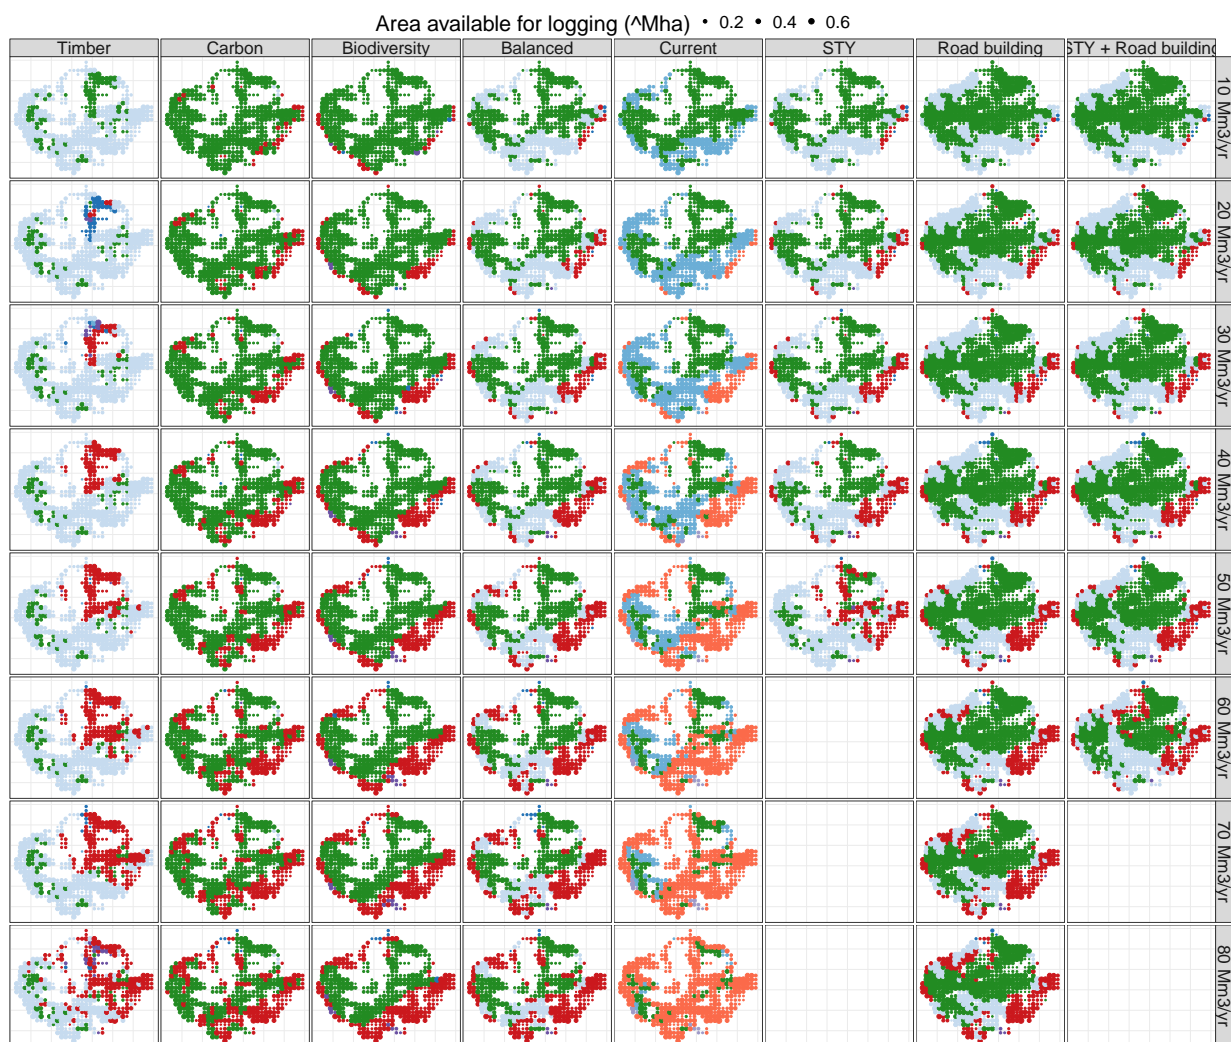 Area available for logging (^Mha) 0.2 0.4 0.6
Timber Carbon Biodiversity Balanced Current STY Road building STY + Road building
10 Mm3/yr
20 Mm3/yr
30 Mm3/yr
40 Mm3/yr
50 Mm3/yr
60 Mm3/yr
70 Mm3/yr
80 Mm3/yr